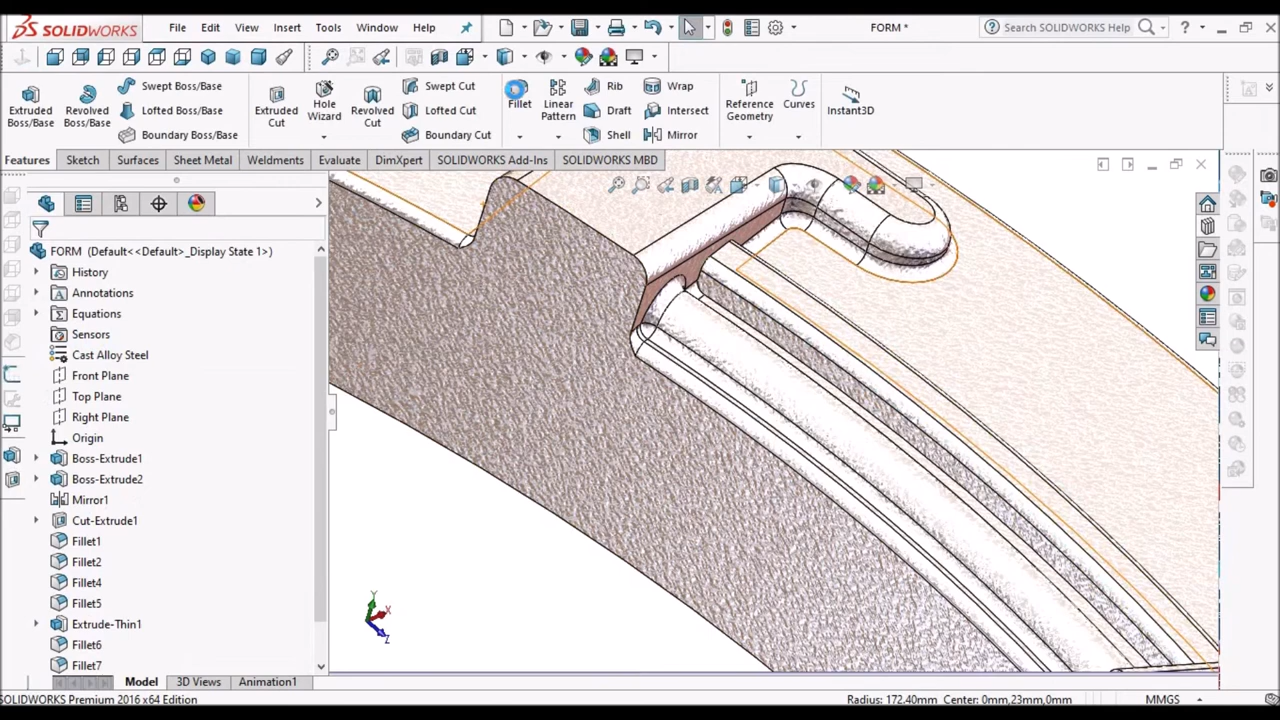 SOLIDWORKS
File Edit View Insert Tools Window Help
FORM *
Search SOLIDWORKS Help
Extruded Boss/Base
Revolved Boss/Base
Swept Boss/Base
Lofted Boss/Base
Boundary Boss/Base
Extruded Cut
Hole Wizard
Revolved Cut
Swept Cut
Lofted Cut
Boundary Cut
Fillet
Linear Pattern
Rib
Draft
Shell
Wrap
Intersect
Mirror
Reference Geometry
Curves
Instant3D
Features Sketch Surfaces Sheet Metal Weldments Evaluate DimXpert SOLIDWORKS Add-Ins SOLIDWORKS MBD
FORM (Default<<Default>_Display State 1>)
History
Annotations
Equations
Sensors
Cast Alloy Steel
Front Plane
Top Plane
Right Plane
Origin
Boss-Extrude1
Boss-Extrude2
Mirror1
Cut-Extrude1
Fillet1
Fillet2
Fillet4
Fillet5
Extrude-Thin1
Fillet6
Fillet7
Y
X
Z
Model 3D Views Animation1
SOLIDWORKS Premium 2016 x64 Edition
Radius: 172.40mm Center: 0mm,23mm,0mm
MMGS